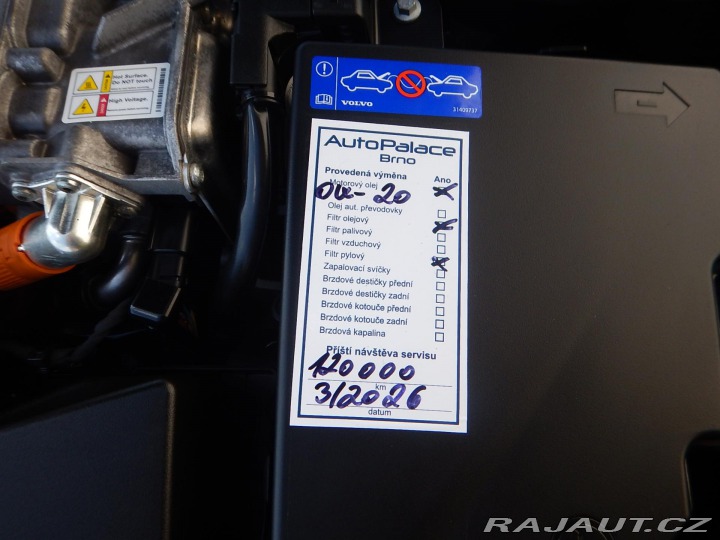 Hot Surface.
Do NOT touch.
High Voltage.
VOLVO
31400737
AutoPalace
Brno
Provedená výměna Ano
Motorový olej
0W-20
Olej aut. převodovky
Filtr olejový
Filtr palivový
Filtr vzduchový
Filtr pylový
Zapalovací svíčky
Brzdové destičky přední
Brzdové destičky zadní
Brzdové kotouče přední
Brzdové kotouče zadní
Brzdová kapalina
Příští návštěva servisu
120000
km
3/2026
datum
RAJAUT.CZ